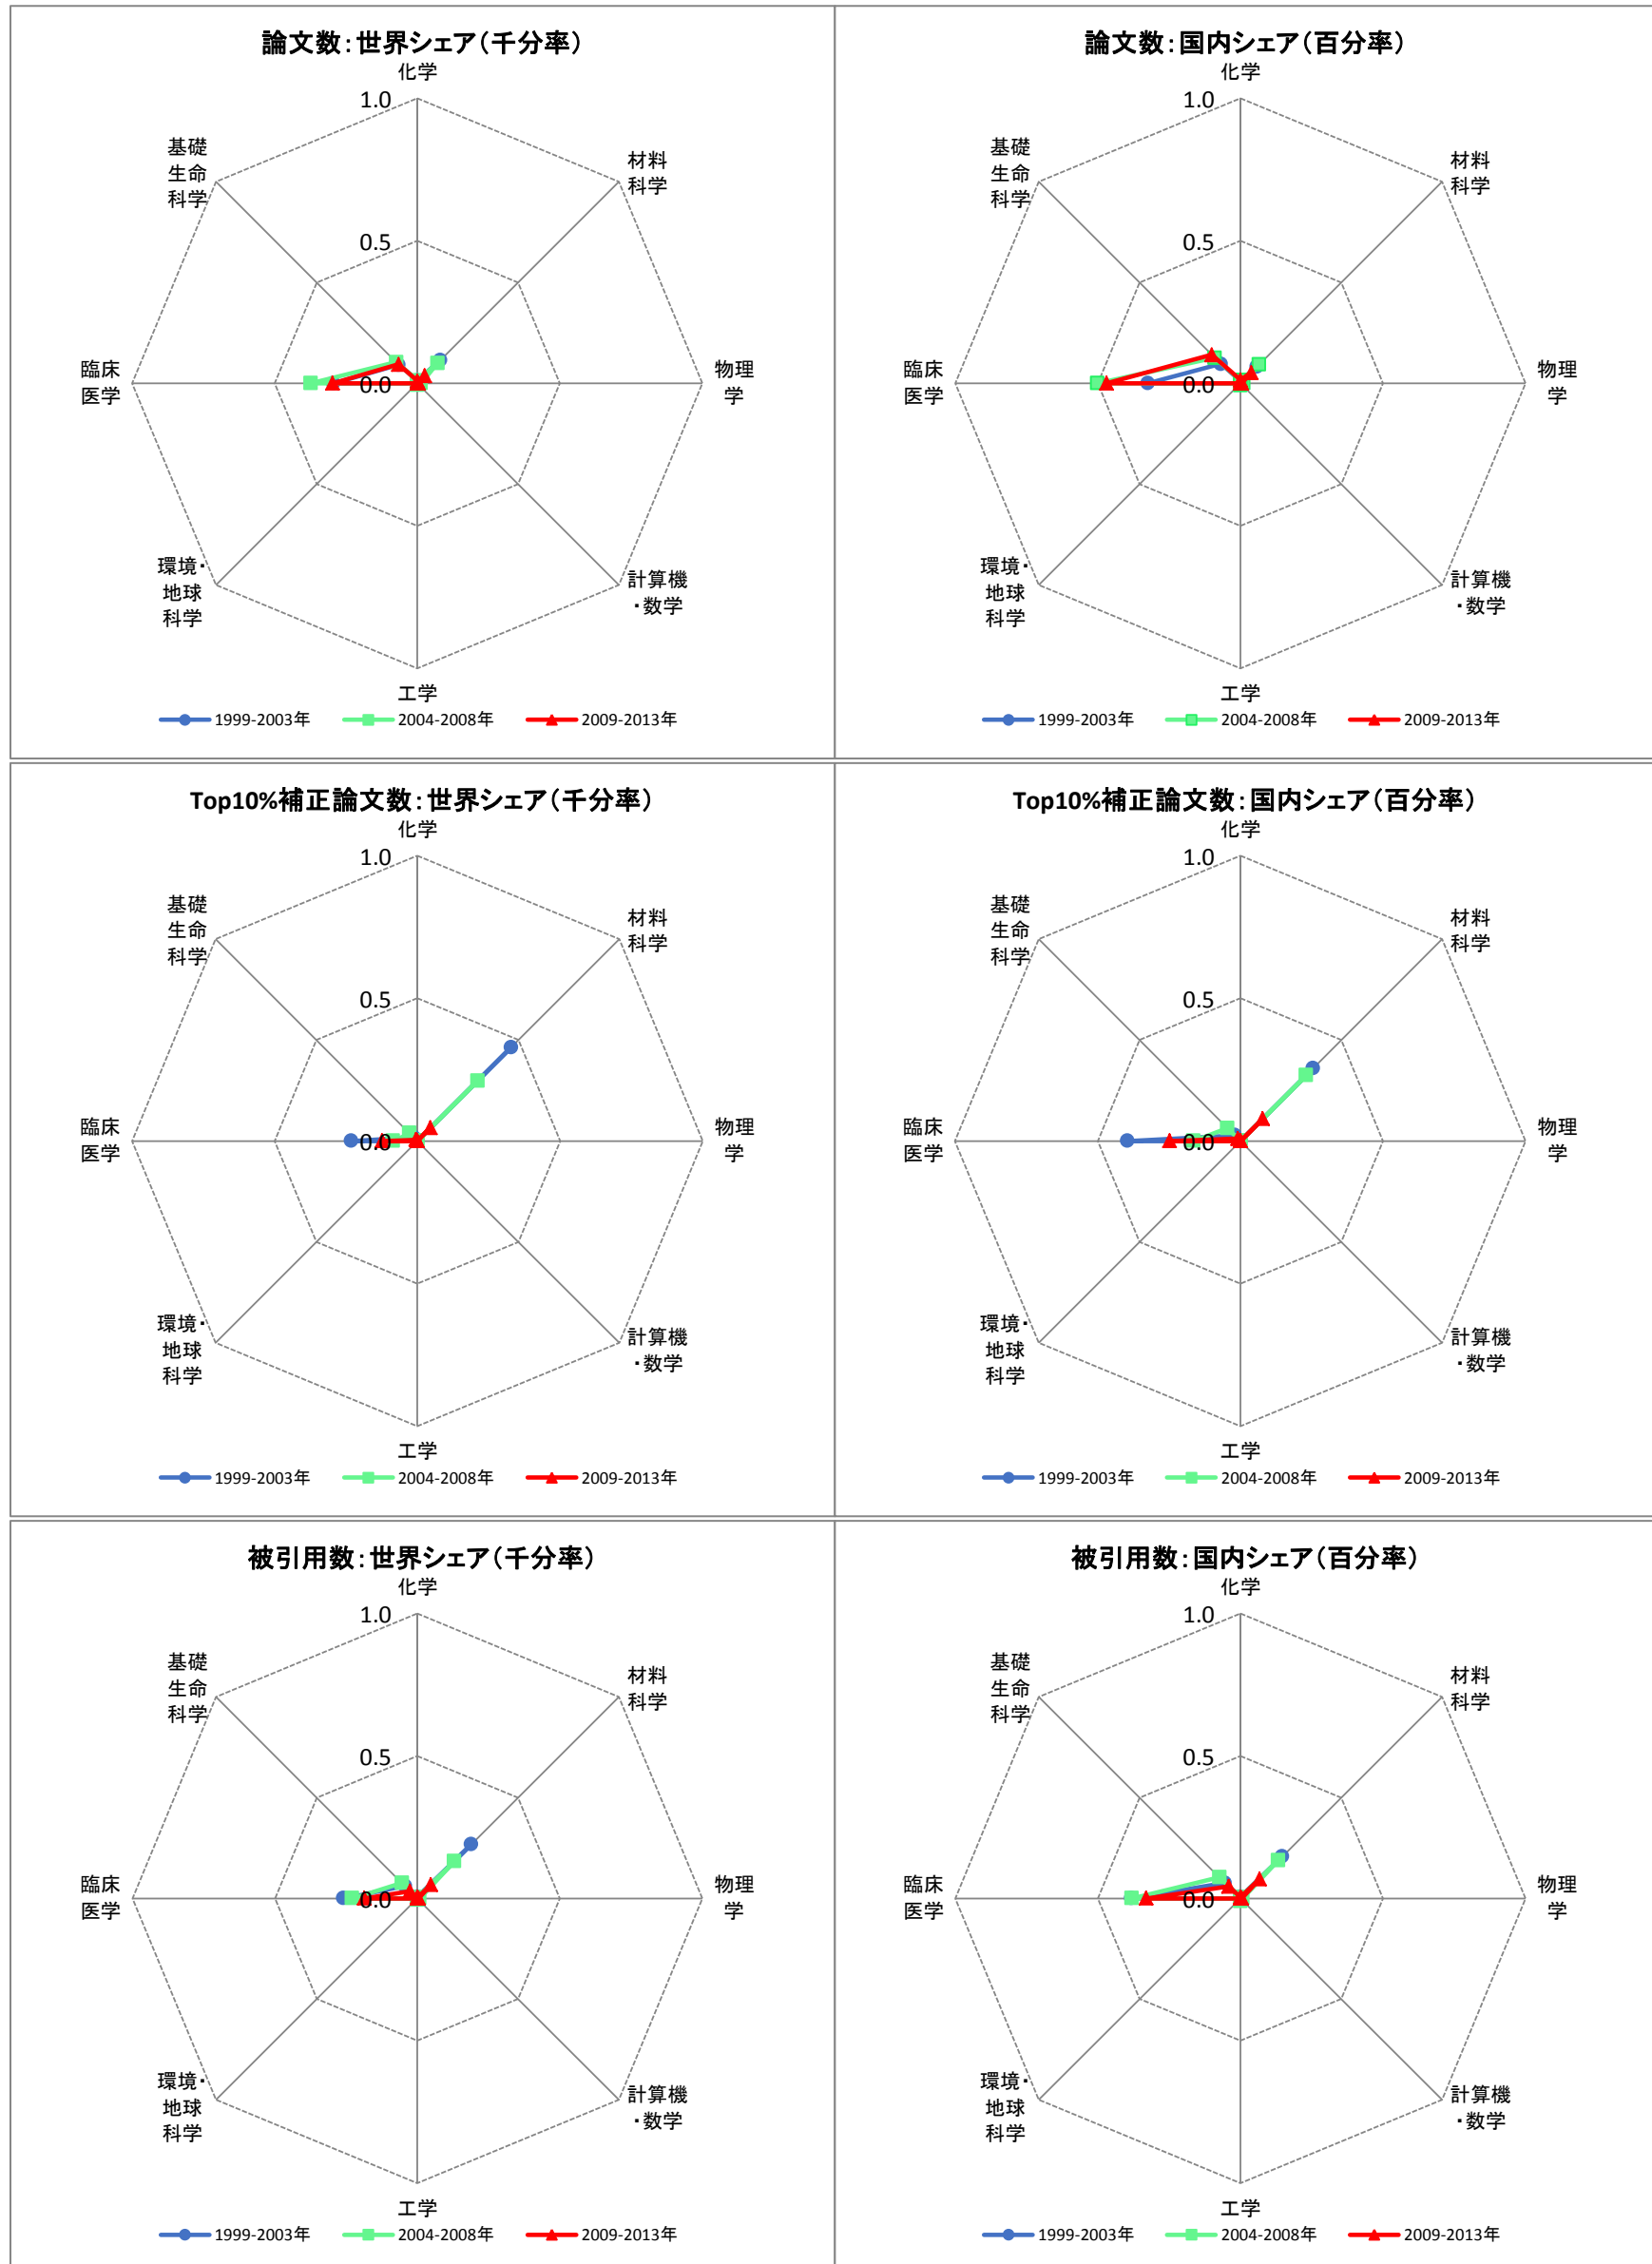 論文数：世界シェア（千分率）
化学
1.0
基礎
生命
科学
材料
科学
0.5
臨床
医学
0.0
物理
学
環境・
地球
科学
計算機
・数学
工学
1999-2003年 2004-2008年 2009-2013年
論文数：国内シェア（百分率）
化学
1.0
基礎
生命
科学
材料
科学
0.5
臨床
医学
0.0
物理
学
環境・
地球
科学
計算機
・数学
工学
1999-2003年 2004-2008年 2009-2013年
Top10%補正論文数：世界シェア（千分率）
化学
1.0
基礎
生命
科学
材料
科学
0.5
臨床
医学
0.0
物理
学
環境・
地球
科学
計算機
・数学
工学
1999-2003年 2004-2008年 2009-2013年
Top10%補正論文数：国内シェア（百分率）
化学
1.0
基礎
生命
科学
材料
科学
0.5
臨床
医学
0.0
物理
学
環境・
地球
科学
計算機
・数学
工学
1999-2003年 2004-2008年 2009-2013年
被引用数：世界シェア（千分率）
化学
1.0
基礎
生命
科学
材料
科学
0.5
臨床
医学
0.0
物理
学
環境・
地球
科学
計算機
・数学
工学
1999-2003年 2004-2008年 2009-2013年
被引用数：国内シェア（百分率）
化学
1.0
基礎
生命
科学
材料
科学
0.5
臨床
医学
0.0
物理
学
環境・
地球
科学
計算機
・数学
工学
1999-2003年 2004-2008年 2009-2013年